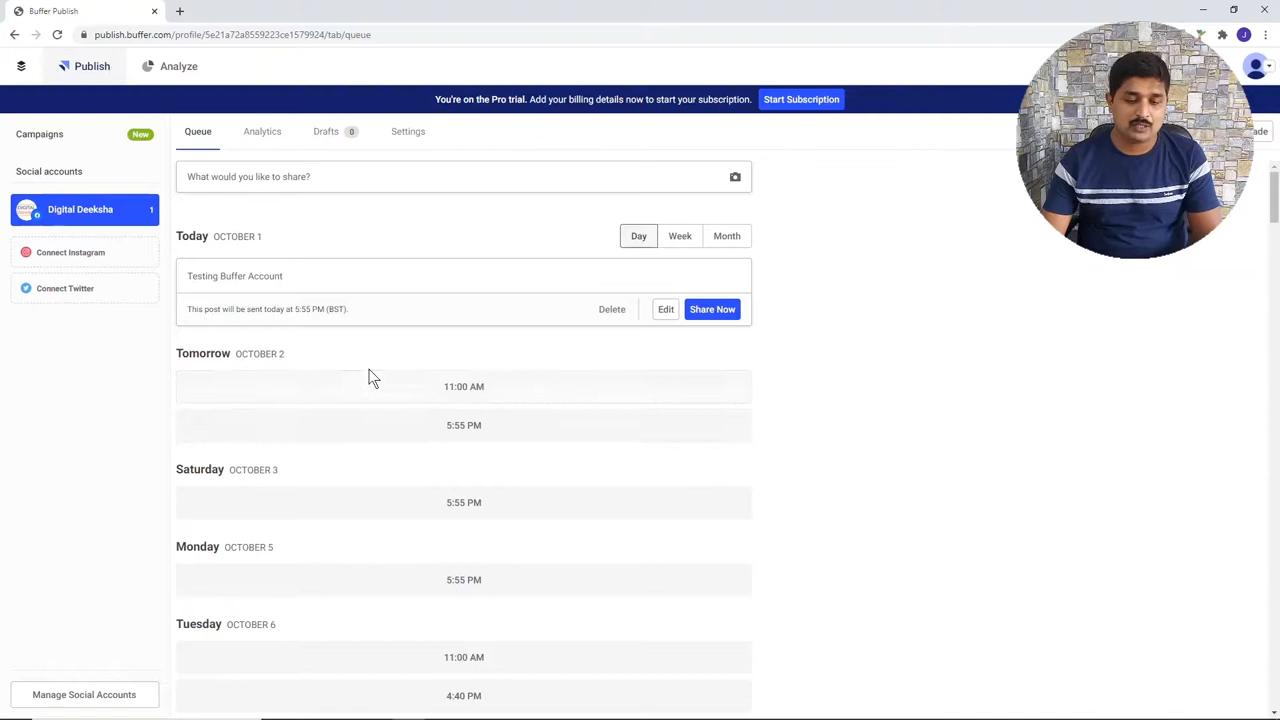 Buffer Publish
publish.buffer.com/profile/5e21a72a8559223ce1579924/tab/queue
J
Publish
Analyze
You're on the Pro trail. Add your billing details now to start your subscription.
Start Subscription
Campaigns
New
Queue
Analytics
Drafts
0
Settings
Social accounts
What would you like to share?
Digital Deeksha
1
Today
OCTOBER 1
Day
Week
Month
Connect Instagram
Testing Buffer Account
Connect Twitter
This post will be sent today at 5:55 PM (BST).
Delete
Edit
Share Now
Tomorrow
OCTOBER 2
11:00 AM
5:55 PM
Saturday
OCTOBER 3
5:55 PM
Monday
OCTOBER 5
5:55 PM
Tuesday
OCTOBER 6
11:00 AM
4:40 PM
Manage Social Accounts